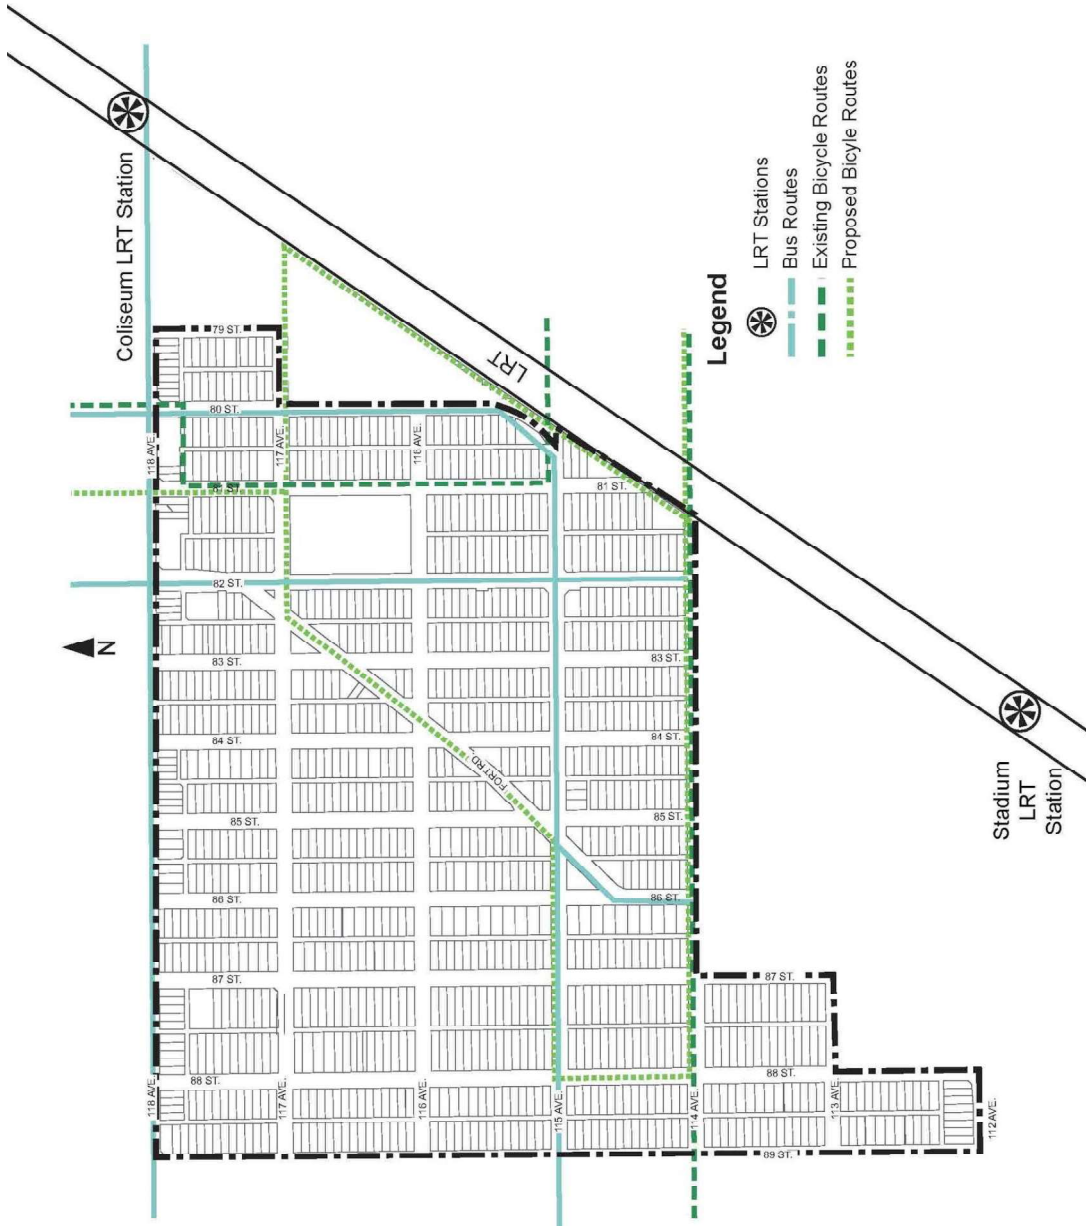 Coliseum LRT Station
79 ST.
80 ST.
118 AVE.
117 AVE.
116 AVE.
81 ST.
81 ST.
82 ST.
N
83 ST.
83 ST.
84 ST.
84 ST.
FORT RD
85 ST.
85 ST.
86 ST.
86 ST.
87 ST.
87 ST.
88 ST.
88 ST.
118 AVE.
117 AVE.
116 AVE.
115 AVE.
114 AVE.
113 AVE.
112 AVE.
89 ST.
LRT
Stadium
LRT
Station
Legend
LRT Stations
Bus Routes
Existing Bicycle Routes
Proposed Bicyle Routes